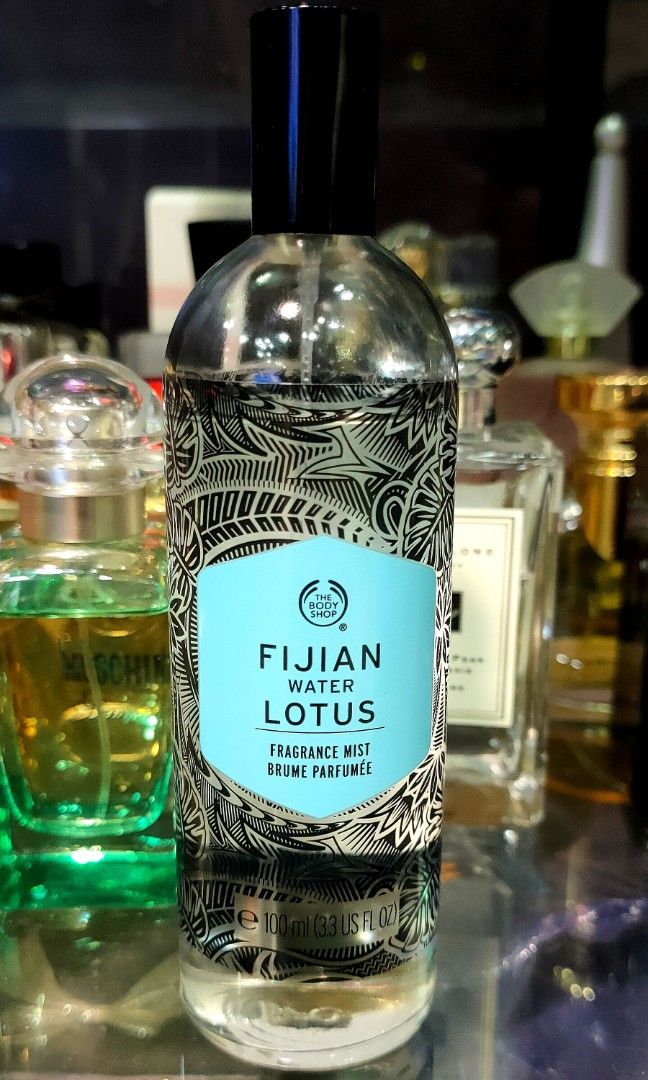 THE
BODY
SHOP
®
FIJIAN
WATER
LOTUS
FRAGRANCE MIST
BRUME PARFUMÉE
e 100 ml (3.3 US FL OZ)